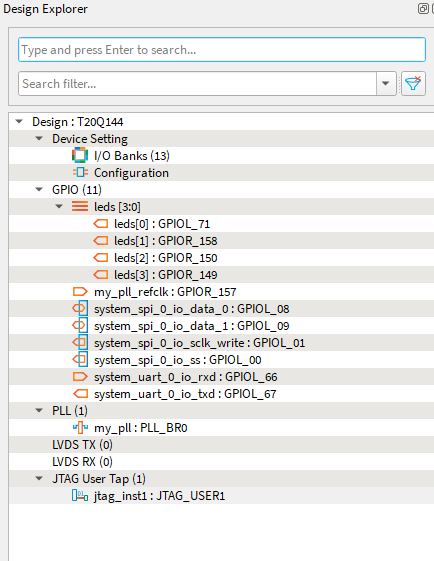 Design Explorer
Type and press Enter to search...
Search filter...
Design : T20Q144
Device Setting
I/O Banks (13)
Configuration
GPIO (11)
leds [3:0]
leds[0] : GPIOL_71
leds[1] : GPIOR_158
leds[2] : GPIOR_150
leds[3] : GPIOR_149
my_pll_refclk : GPIOR_157
system_spi_0_io_data_0 : GPIOL_08
system_spi_0_io_data_1 : GPIOL_09
system_spi_0_io_sclk_write : GPIOL_01
system_spi_0_io_ss : GPIOL_00
system_uart_0_io_rxd : GPIOL_66
system_uart_0_io_txd : GPIOL_67
PLL (1)
my_pll : PLL_BR0
LVDS TX (0)
LVDS RX (0)
JTAG User Tap (1)
jtag_inst1 : JTAG_USER1